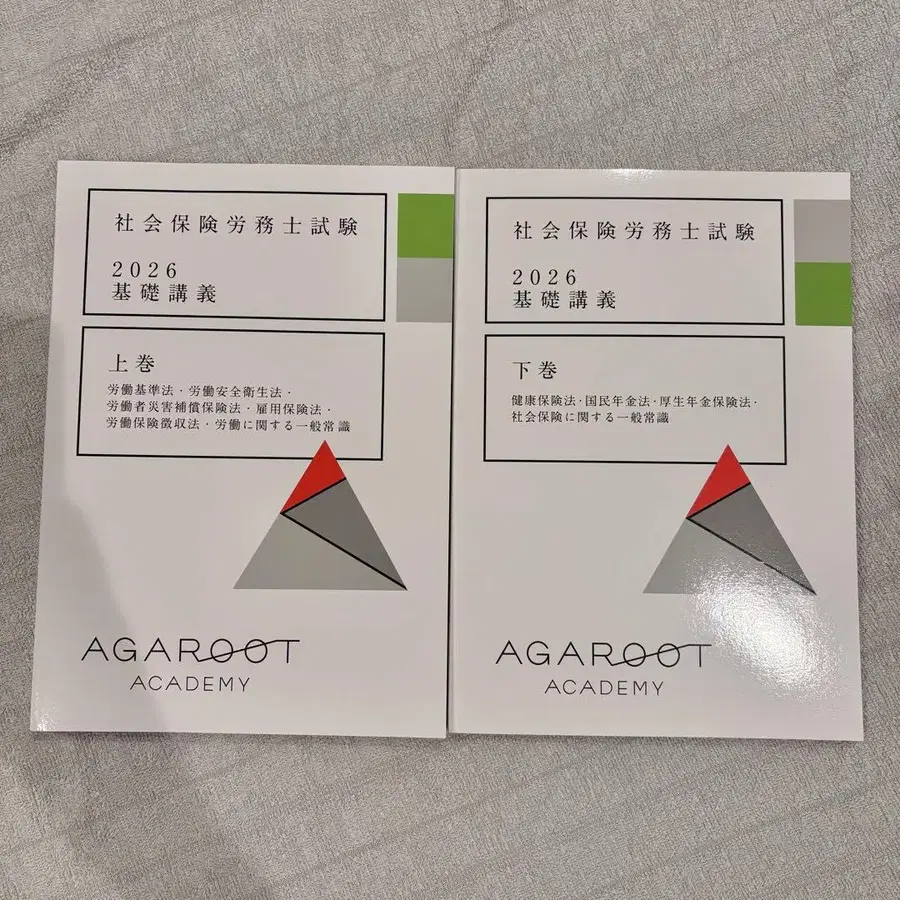 社会保険労務士試験
2026
基礎講義
上巻
労働基準法・労働安全衛生法・
労働者災害補償保険法・雇用保険法・
労働保険徴収法・労働に関する一般常識
AGAROOT
ACADEMY
社会保険労務士試験
2026
基礎講義
下巻
健康保険法・国民年金法・厚生年金保険法・
社会保険に関する一般常識
AGAROOT
ACADEMY